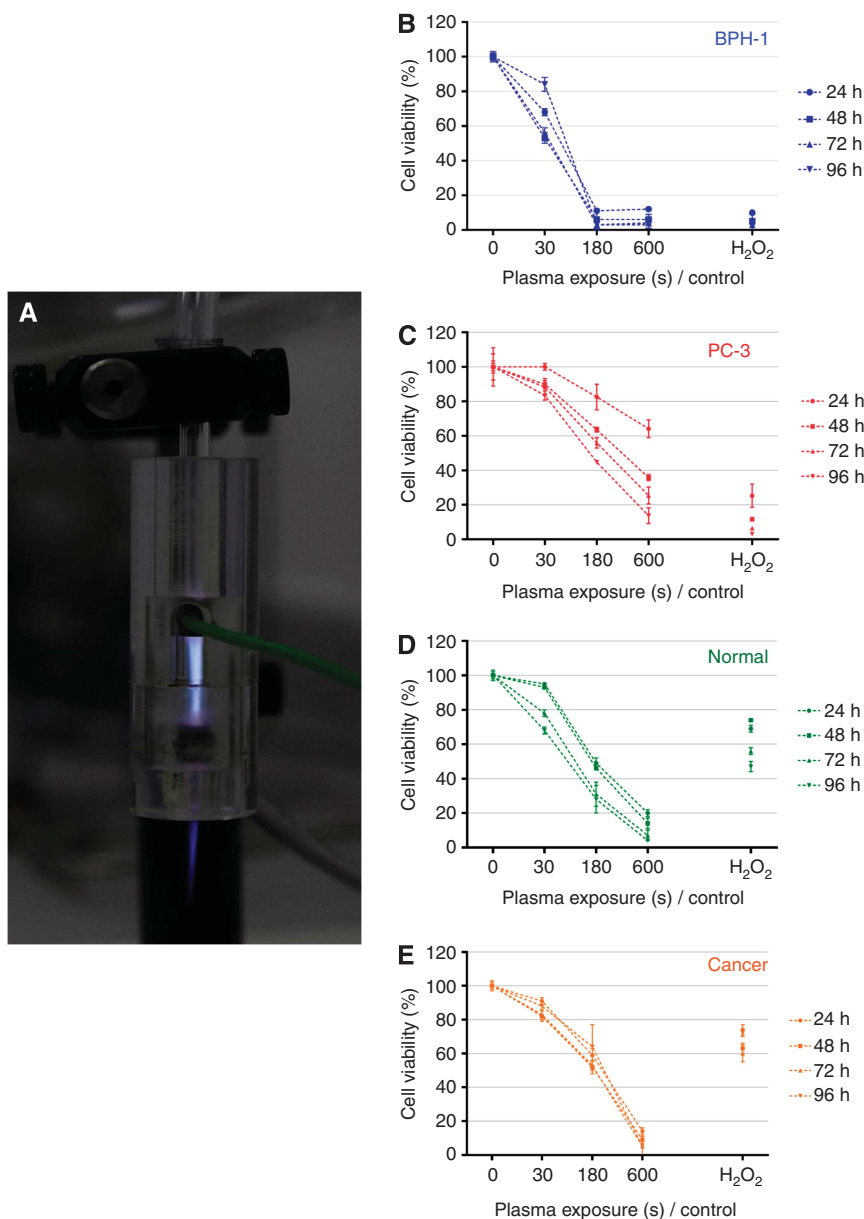 A
B
BPH-1
Cell viability (%)
120
100
80
60
40
20
0
0 30 180 600 H₂O₂
Plasma exposure (s) / control
24 h
48 h
72 h
96 h
C
PC-3
Cell viability (%)
120
100
80
60
40
20
0
0 30 180 600 H₂O₂
Plasma exposure (s) / control
24 h
48 h
72 h
96 h
D
Normal
Cell viability (%)
120
100
80
60
40
20
0
0 30 180 600 H₂O₂
Plasma exposure (s) / control
24 h
48 h
72 h
96 h
E
Cancer
Cell viability (%)
120
100
80
60
40
20
0
0 30 180 600 H₂O₂
Plasma exposure (s) / control
24 h
48 h
72 h
96 h